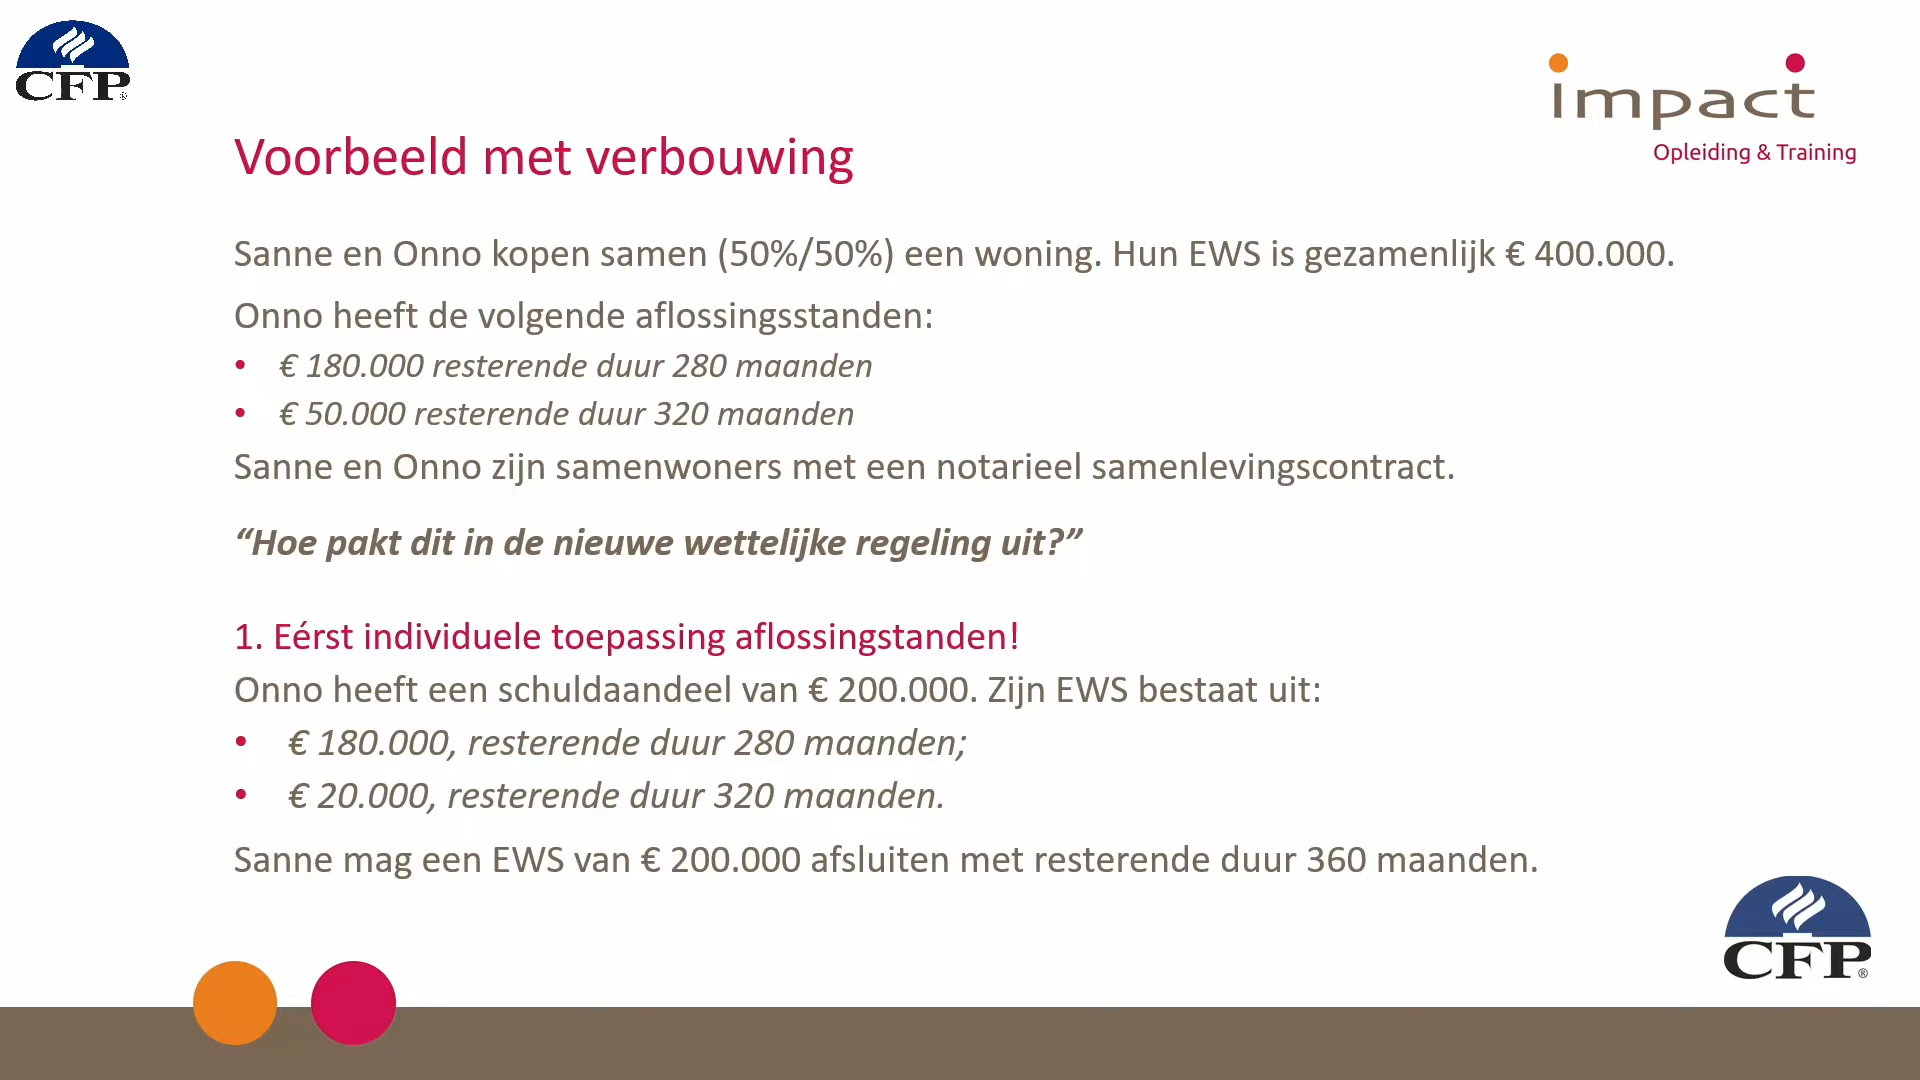 CFP®
impact
Opleiding & Training
Voorbeeld met verbouwing
Sanne en Onno kopen samen (50%/50%) een woning. Hun EWS is gezamenlijk € 400.000.
Onno heeft de volgende aflossingsstanden:
• € 180.000 resterende duur 280 maanden
• € 50.000 resterende duur 320 maanden
Sanne en Onno zijn samenwoners met een notarieel samenlevingscontract.
“Hoe pakt dit in de nieuwe wettelijke regeling uit?”
1. Eérst individuele toepassing aflossingstanden!
Onno heeft een schuldaandeel van € 200.000. Zijn EWS bestaat uit:
• € 180.000, resterende duur 280 maanden;
• € 20.000, resterende duur 320 maanden.
Sanne mag een EWS van € 200.000 afsluiten met resterende duur 360 maanden.
CFP®